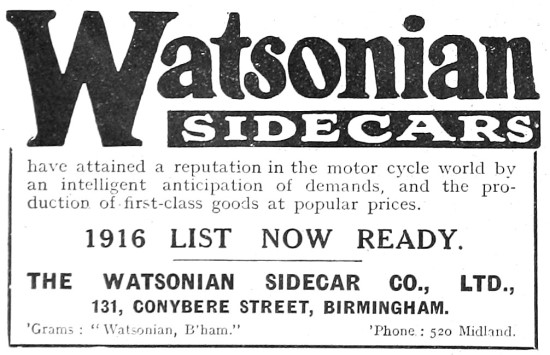 Watsonian
SIDECARS
have attained a reputation in the motor cycle world by
an intelligent anticipation of demands, and the pro-
duction of first-class goods at popular prices.
1916 LIST NOW READY.
THE WATSONIAN SIDECAR CO., LTD.,
131, CONYBERE STREET, BIRMINGHAM.
'Grams: "Watsonian, B'ham." 'Phone: 520 Midland.